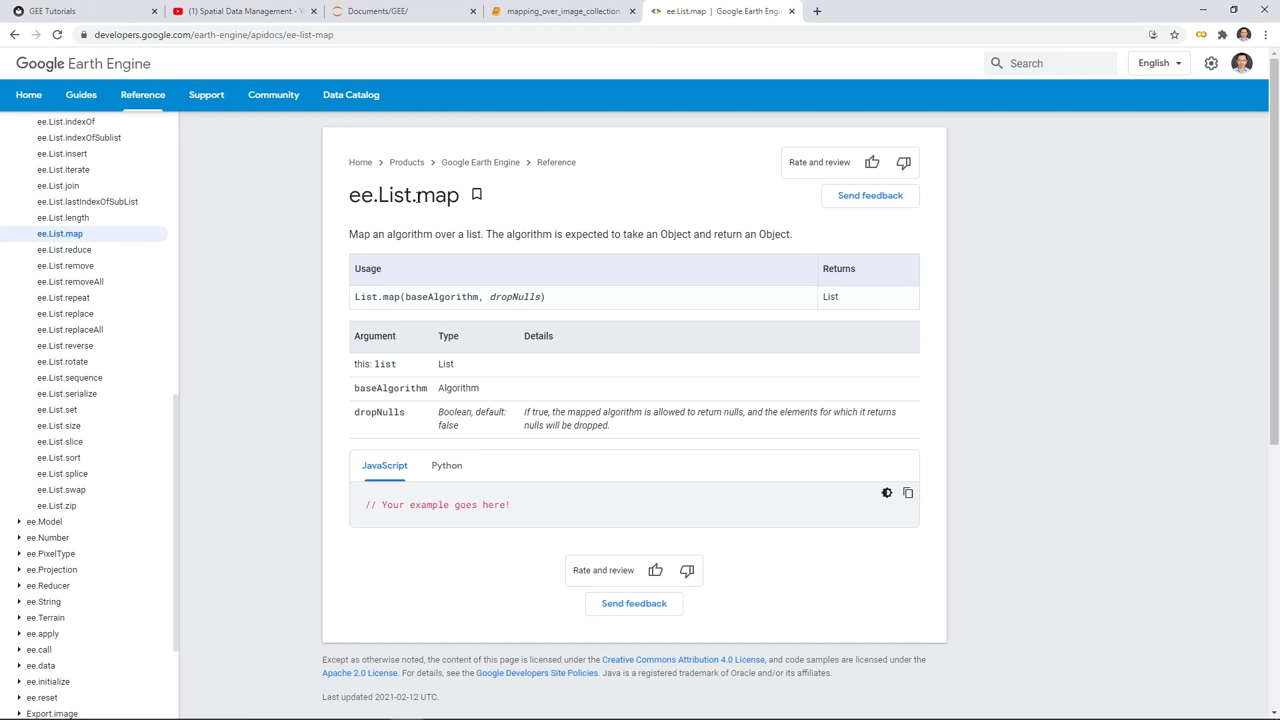 GEE Tutorials
(1) Spatial Data Management - Y
Documents/GEE/
mapping_over_image_collection
ee.List.map | Google Earth Engin
developers.google.com/earth-engine/apidocs/ee-list-map
Google Earth Engine
Search
English
Home
Guides
Reference
Support
Community
Data Catalog
ee.List.indexOf
ee.List.indexOfSublist
ee.List.insert
ee.List.iterate
ee.List.join
ee.List.lastIndexOfSubList
ee.List.length
ee.List.map
ee.List.reduce
ee.List.remove
ee.List.removeAll
ee.List.repeat
ee.List.replace
ee.List.replaceAll
ee.List.reverse
ee.List.rotate
ee.List.sequence
ee.List.serialize
ee.List.set
ee.List.size
ee.List.slice
ee.List.sort
ee.List.splice
ee.List.swap
ee.List.zip
ee.Model
ee.Number
ee.PixelType
ee.Projection
ee.Reducer
ee.String
ee.Terrain
ee.apply
ee.call
ee.data
ee.initialize
ee.reset
Export.image
Home
Products
Google Earth Engine
Reference
Rate and review
ee.List.map
Send feedback
Map an algorithm over a list. The algorithm is expected to take an Object and return an Object.
Usage Returns
List.map(baseAlgorithm, dropNulls) List
Argument Type Details
this: list List
baseAlgorithm Algorithm
dropNulls Boolean, default: If true, the mapped algorithm is allowed to return nulls, and the elements for which it returns
false nulls will be dropped.
JavaScript Python
// Your example goes here!
Rate and review
Send feedback
Except as otherwise noted, the content of this page is licensed under the Creative Commons Attribution 4.0 License, and code samples are licensed under the
Apache 2.0 License. For details, see the Google Developers Site Policies. Java is a registered trademark of Oracle and/or its affiliates.
Last updated 2021-02-12 UTC.